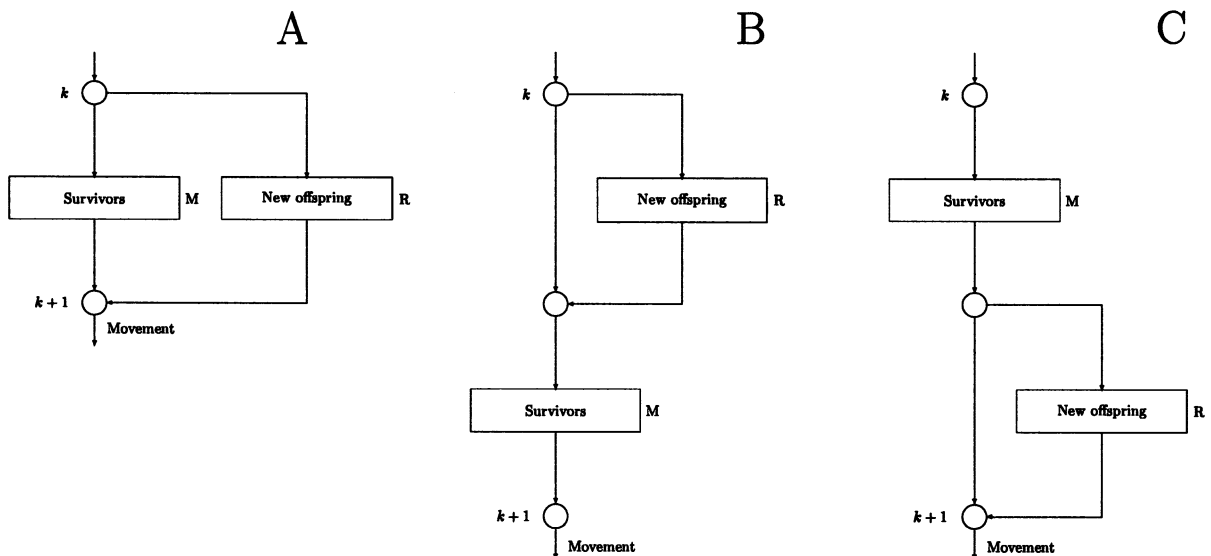 A
k
Survivors M
New offspring R
k + 1
Movement
B
k
New offspring R
Survivors M
k + 1
Movement
C
k
Survivors M
New offspring R
k + 1
Movement